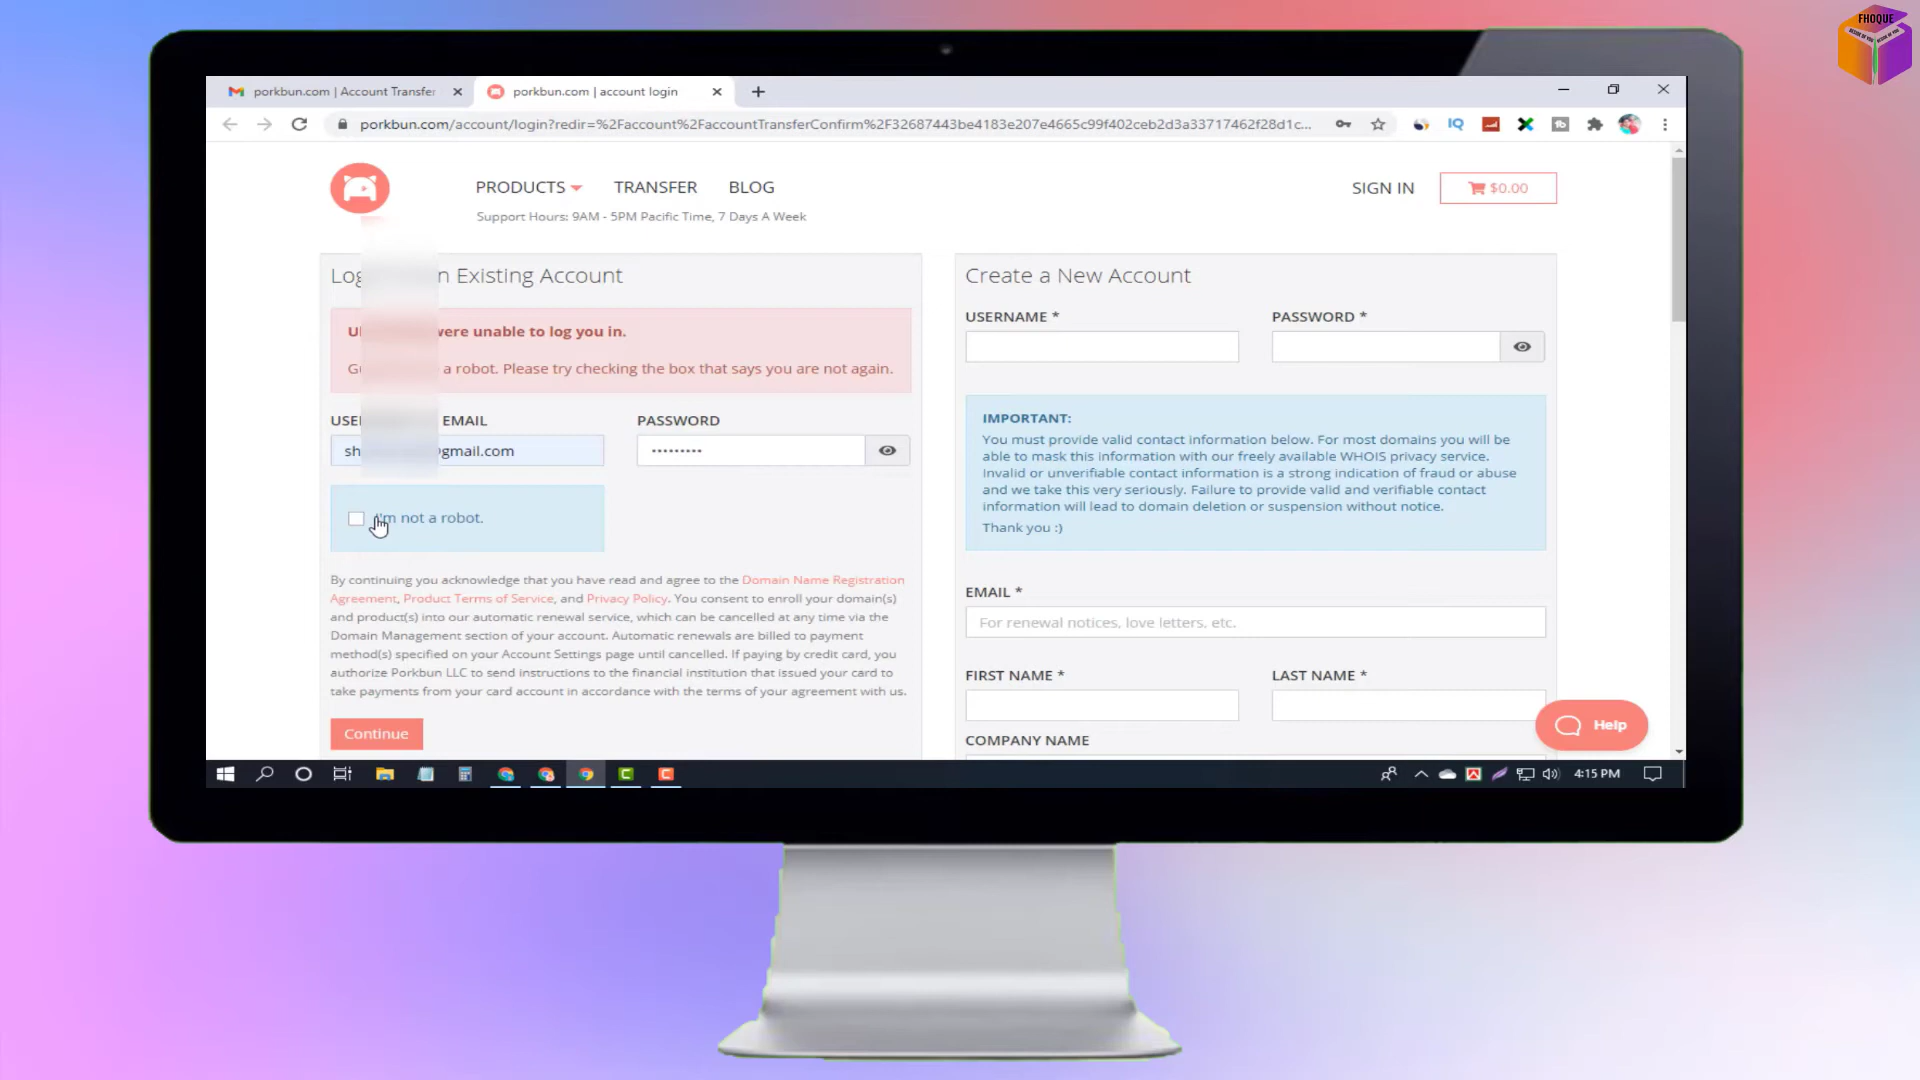 FHOQUE
porkbun.com | Account Transfer
porkbun.com | account login
porkbun.com/account/login?redir=%2Faccount%2FaccountTransferConfirm%2F32687443be4183e207e4665c99f402ceb2d3a33717462f28d1c...
IQ
PRODUCTS
TRANSFER
BLOG
SIGN IN
$0.00
Support Hours: 9AM - 5PM Pacific Time, 7 Days A Week
Existing Account
were unable to log you in.
a robot. Please try checking the box that says you are not again.
EMAIL
PASSWORD
gmail.com
•••••••••
I'm not a robot.
By continuing you acknowledge that you have read and agree to the Domain Name Registration
Agreement, Product Terms of Service, and Privacy Policy. You consent to enroll your domain(s)
and product(s) into our automatic renewal service, which can be cancelled at any time via the
Domain Management section of your account. Automatic renewals are billed to payment
method(s) specified on your Account Settings page until cancelled. If paying by credit card, you
authorize Porkbun LLC to send instructions to the financial institution that issued your card to
take payments from your card account in accordance with the terms of your agreement with us.
Continue
Create a New Account
USERNAME *
PASSWORD *
IMPORTANT:
You must provide valid contact information below. For most domains you will be
able to mask this information with our freely available WHOIS privacy service.
Invalid or unverifiable contact information is a strong indication of fraud or abuse
and we take this very seriously. Failure to provide valid and verifiable contact
information will lead to domain deletion or suspension without notice.
Thank you :)
EMAIL *
For renewal notices, love letters, etc.
FIRST NAME *
LAST NAME *
COMPANY NAME
Help
4:15 PM